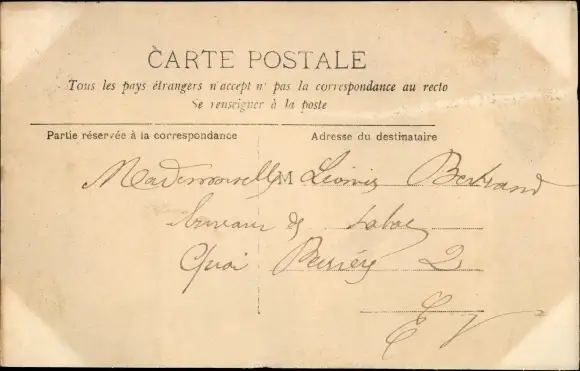 CARTE POSTALE
Tous les pays étrangers n'accept n' pas la correspondance au recto
Se renseigner à la poste
Partie réservée à la correspondance
Adresse du destinataire
Mademoiselle M Bertrand
bureau de tabac
Quai 2
E V